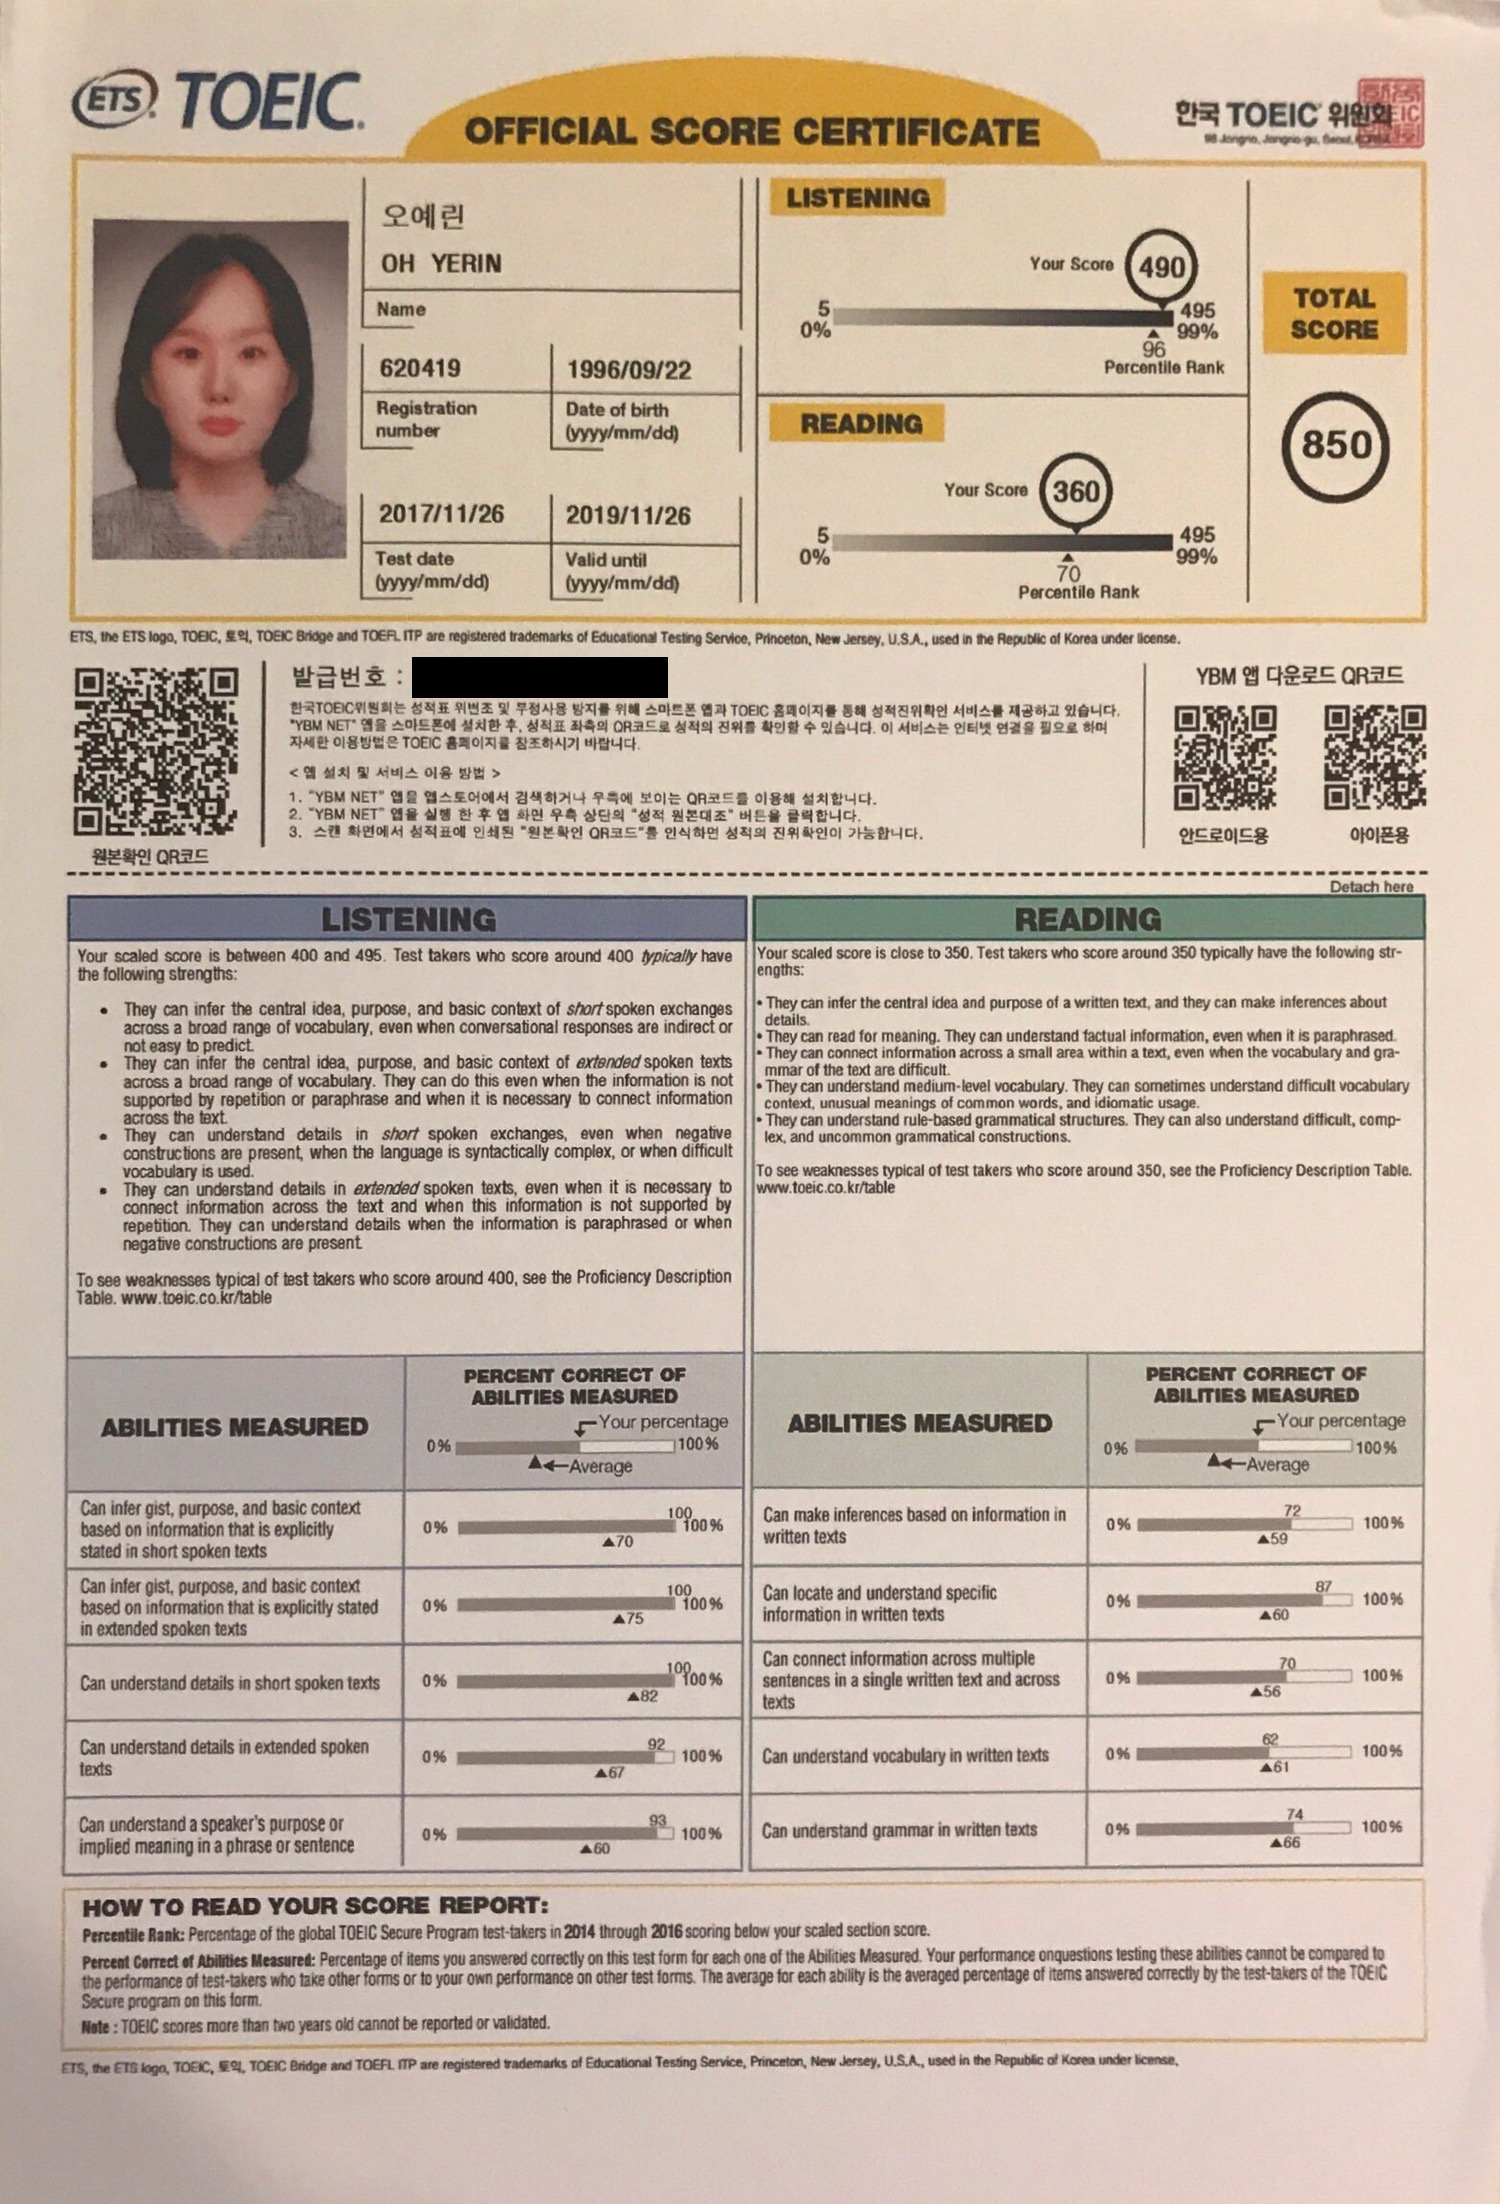 ETS. TOEIC.
OFFICIAL SCORE CERTIFICATE
한국 TOEIC 위원회
98 Jongno, Jongno-gu, Seoul,
오예린
OH YERIN
Name
620419
Registration
number
1996/09/22
Date of birth
(yyyy/mm/dd)
2017/11/26
Test date
(yyyy/mm/dd)
2019/11/26
Valid until
(yyyy/mm/dd)
LISTENING
Your Score 490
5 495
0% 99%
96
Percentile Rank
READING
Your Score 360
5 495
0% 99%
70
Percentile Rank
TOTAL
SCORE
850
ETS, the ETS logo, TOEIC, 토익, TOEIC Bridge and TOEFL ITP are registered trademarks of Educational Testing Service, Princeton, New Jersey, U.S.A., used in the Republic of Korea under license.
원본확인 QR코드
발급번호 :
한국TOEIC위원회는 성적표 위변조 및 부정사용 방지를 위해 스마트폰 앱과 TOEIC 홈페이지를 통해 성적진위확인 서비스를 제공하고 있습니다.
"YBM NET" 앱을 스마트폰에 설치한 후, 성적표 좌측의 QR코드로 성적의 진위를 확인할 수 있습니다. 이 서비스는 인터넷 연결을 필요로 하며
자세한 이용방법은 TOEIC 홈페이지를 참조하시기 바랍니다.
< 앱 설치 및 서비스 이용 방법 >
1. "YBM NET" 앱을 앱스토어에서 검색하거나 우측에 보이는 QR코드를 이용해 설치합니다.
2. "YBM NET" 앱을 실행 한 후 앱 화면 우측 상단의 "성적 원본대조" 버튼을 클릭합니다.
3. 스캔 화면에서 성적표에 인쇄된 "원본확인 QR코드"를 인식하면 성적의 진위확인이 가능합니다.
YBM 앱 다운로드 QR코드
안드로이드용 아이폰용
Detach here
LISTENING
Your scaled score is between 400 and 495. Test takers who score around 400 typically have
the following strengths:
• They can infer the central idea, purpose, and basic context of short spoken exchanges
across a broad range of vocabulary, even when conversational responses are indirect or
not easy to predict.
• They can infer the central idea, purpose, and basic context of extended spoken texts
across a broad range of vocabulary. They can do this even when the information is not
supported by repetition or paraphrase and when it is necessary to connect information
across the text.
• They can understand details in short spoken exchanges, even when negative
constructions are present, when the language is syntactically complex, or when difficult
vocabulary is used.
• They can understand details in extended spoken texts, even when it is necessary to
connect information across the text and when this information is not supported by
repetition. They can understand details when the information is paraphrased or when
negative constructions are present.
To see weaknesses typical of test takers who score around 400, see the Proficiency Description
Table. www.toeic.co.kr/table
READING
Your scaled score is close to 350. Test takers who score around 350 typically have the following str-
engths:
• They can infer the central idea and purpose of a written text, and they can make inferences about
details.
• They can read for meaning. They can understand factual information, even when it is paraphrased.
• They can connect information across a small area within a text, even when the vocabulary and gra-
mmar of the text are difficult.
• They can understand medium-level vocabulary. They can sometimes understand difficult vocabulary
context, unusual meanings of common words, and idiomatic usage.
• They can understand rule-based grammatical structures. They can also understand difficult, comp-
lex, and uncommon grammatical constructions.
To see weaknesses typical of test takers who score around 350, see the Proficiency Description Table.
www.toeic.co.kr/table
ABILITIES MEASURED
PERCENT CORRECT OF
ABILITIES MEASURED
Your percentage
0% 100%
Average
Can infer gist, purpose, and basic context
based on information that is explicitly
stated in short spoken texts
100
0% 100%
▲70
Can infer gist, purpose, and basic context
based on information that is explicitly stated
in extended spoken texts
100
0% 100%
▲75
Can understand details in short spoken texts
100
0% 100%
▲82
Can understand details in extended spoken
texts
92
0% 100%
▲67
Can understand a speaker's purpose or
implied meaning in a phrase or sentence
93
0% 100%
▲60
ABILITIES MEASURED
PERCENT CORRECT OF
ABILITIES MEASURED
Your percentage
0% 100%
Average
Can make inferences based on information in
written texts
72
0% 100%
▲59
Can locate and understand specific
information in written texts
87
0% 100%
▲60
Can connect information across multiple
sentences in a single written text and across
texts
70
0% 100%
▲56
Can understand vocabulary in written texts
62
0% 100%
▲61
Can understand grammar in written texts
74
0% 100%
▲66
HOW TO READ YOUR SCORE REPORT:
Percentile Rank: Percentage of the global TOEIC Secure Program test-takers in 2014 through 2016 scoring below your scaled section score.
Percent Correct of Abilities Measured: Percentage of items you answered correctly on this test form for each one of the Abilities Measured. Your performance onquestions testing these abilities cannot be compared to
the performance of test-takers who take other forms or to your own performance on other test forms. The average for each ability is the averaged percentage of items answered correctly by the test-takers of the TOEIC
Secure program on this form.
Note : TOEIC scores more than two years old cannot be reported or validated.
ETS, the ETS logo, TOEIC, 토익, TOEIC Bridge and TOEFL ITP are registered trademarks of Educational Testing Service, Princeton, New Jersey, U.S.A., used in the Republic of Korea under license.